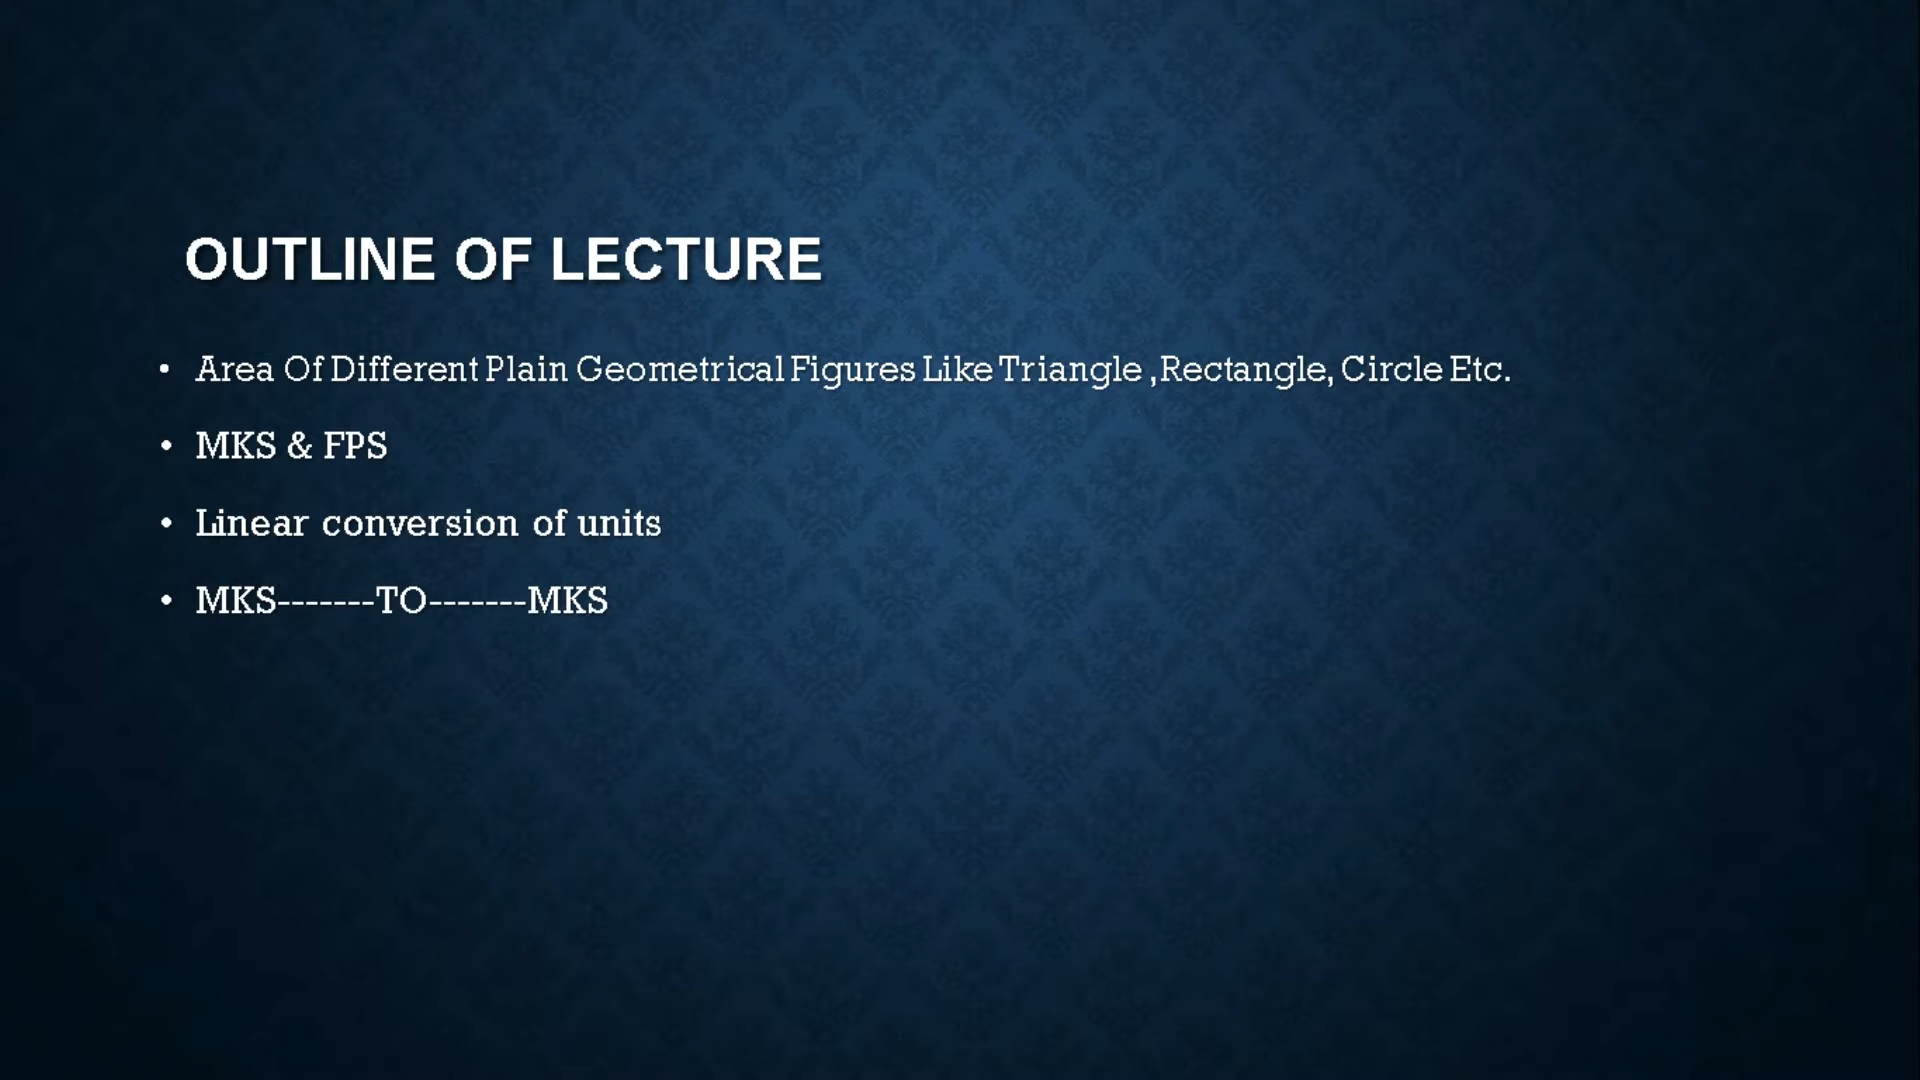 OUTLINE OF LECTURE
• Area Of Different Plain Geometrical Figures Like Triangle ,Rectangle, Circle Etc.
• MKS & FPS
• Linear conversion of units
• MKS-------TO-------MKS